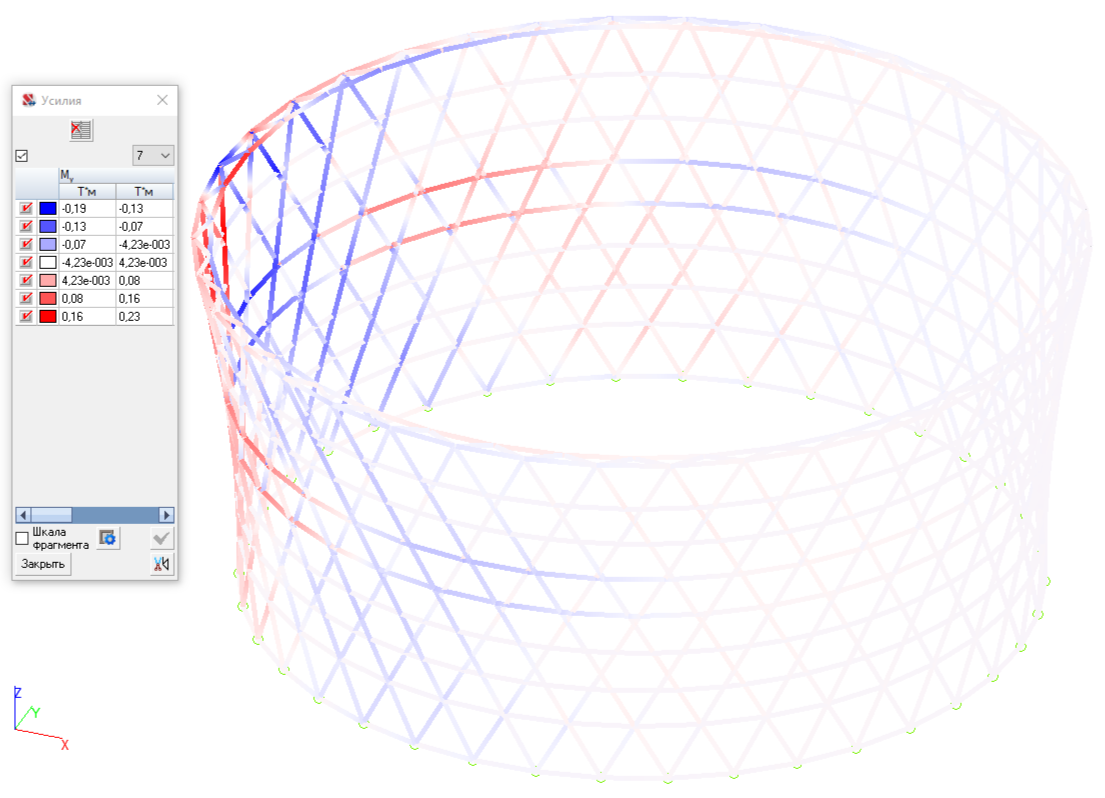 Усилия
7
My
Т*м Т*м
-0,19 -0,13
-0,13 -0,07
-0,07 -4,23e-003
-4,23e-003 4,23e-003
4,23e-003 0,08
0,08 0,16
0,16 0,23
Шкала
фрагмента
Закрыть
Z
Y
X